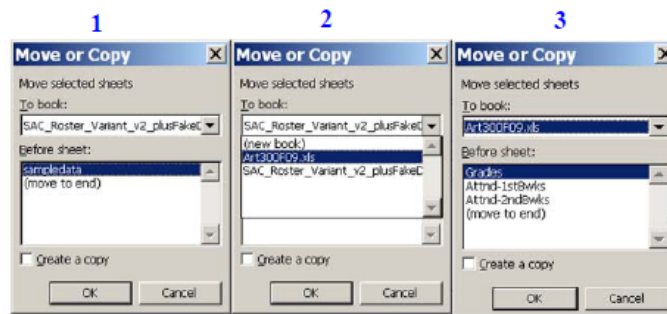 1
Move or Copy
Move selected sheets
To book:
SAC_Roster_Variant_v2_plusFakeD
Before sheet:
sampledata
(move to end)
Create a copy
OK Cancel
2
Move or Copy
Move selected sheets
To book:
SAC_Roster_Variant_v2_plusFakeD
(new book)
Art300F09.xls
SAC_Roster_Variant_v2_plusFakeD
Create a copy
OK Cancel
3
Move or Copy
Move selected sheets
To book:
Art300F09.xls
Before sheet:
Grades
Attnd-1st8wks
Attnd-2nd8wks
(move to end)
Create a copy
OK Cancel